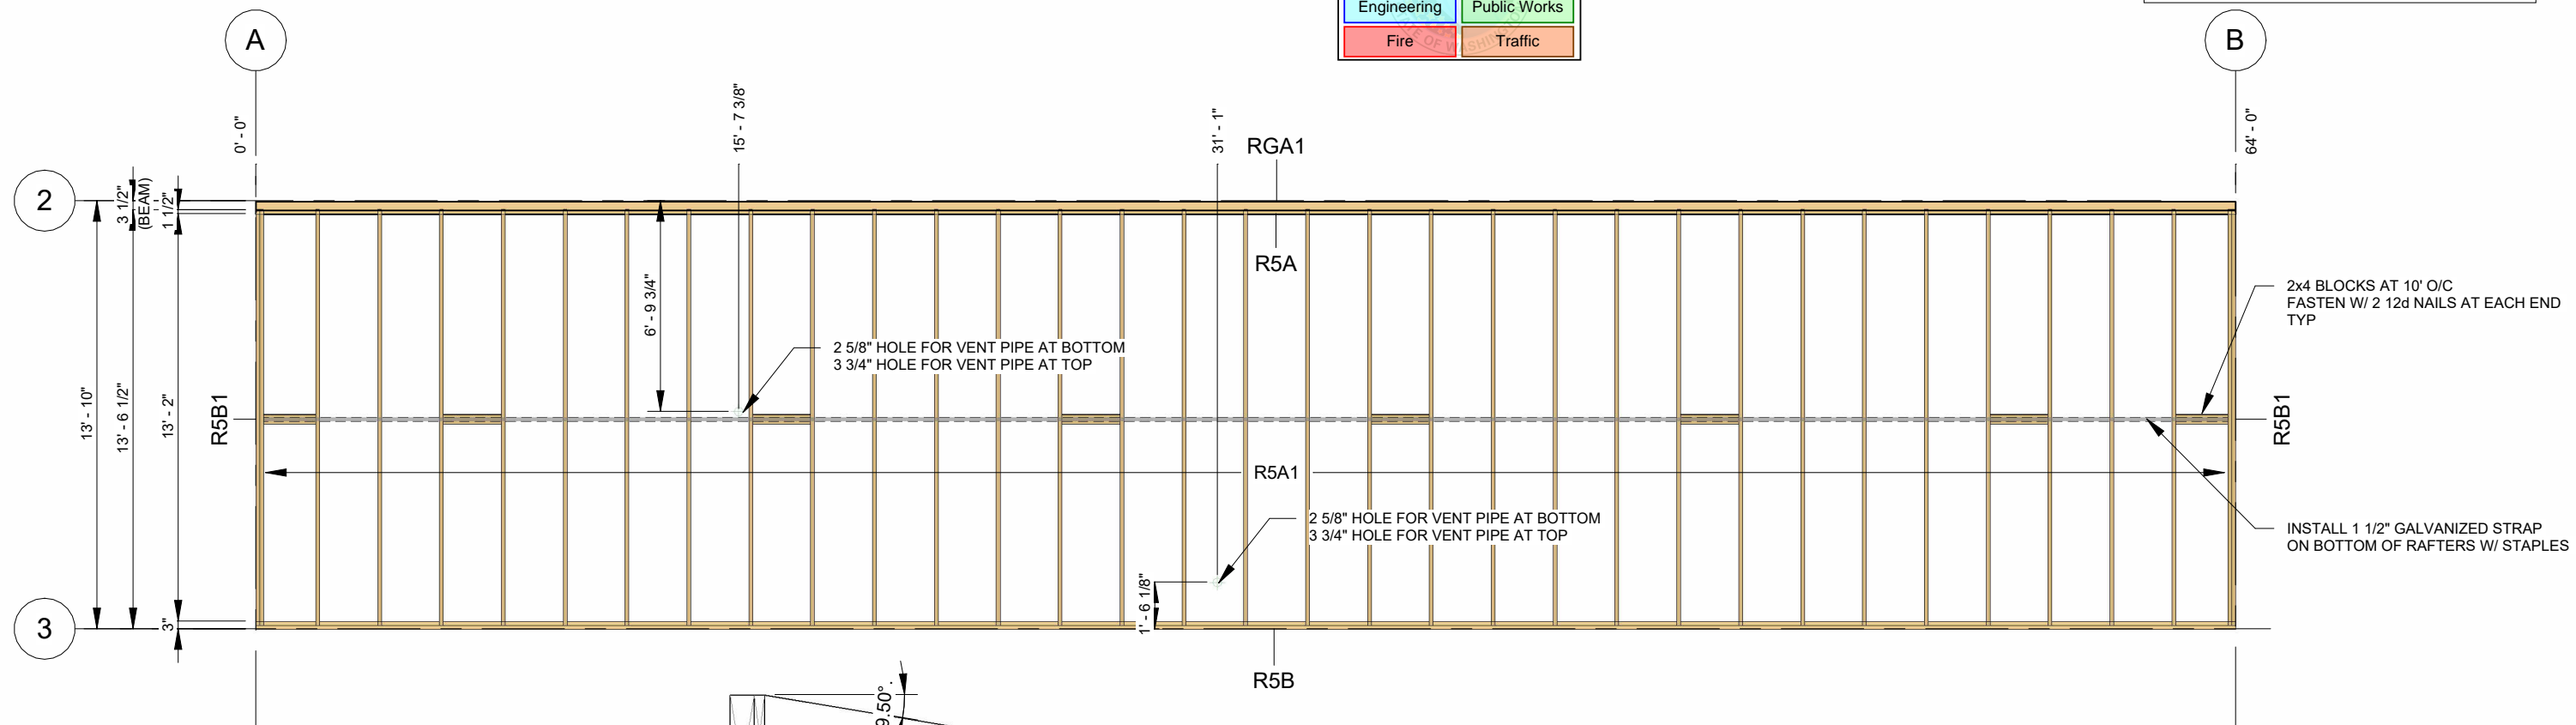 Engineering
Public Works
Fire
Traffic
OF WASHINGTON
A
B
0' - 0"
15' - 7 3/8"
31' - 1"
64' - 0"
RGA1
2
3 1/2"
(BEAM)
1 1/2"
R5A
6' - 9 3/4"
2x4 BLOCKS AT 10' O/C
FASTEN W/ 2 12d NAILS AT EACH END
TYP
2 5/8" HOLE FOR VENT PIPE AT BOTTOM
3 3/4" HOLE FOR VENT PIPE AT TOP
13' - 10"
13' - 6 1/2"
13' - 2"
R5B1
R5B1
R5A1
2 5/8" HOLE FOR VENT PIPE AT BOTTOM
3 3/4" HOLE FOR VENT PIPE AT TOP
INSTALL 1 1/2" GALVANIZED STRAP
ON BOTTOM OF RAFTERS W/ STAPLES
1' - 6 1/8"
3"
3
R5B
9.50°